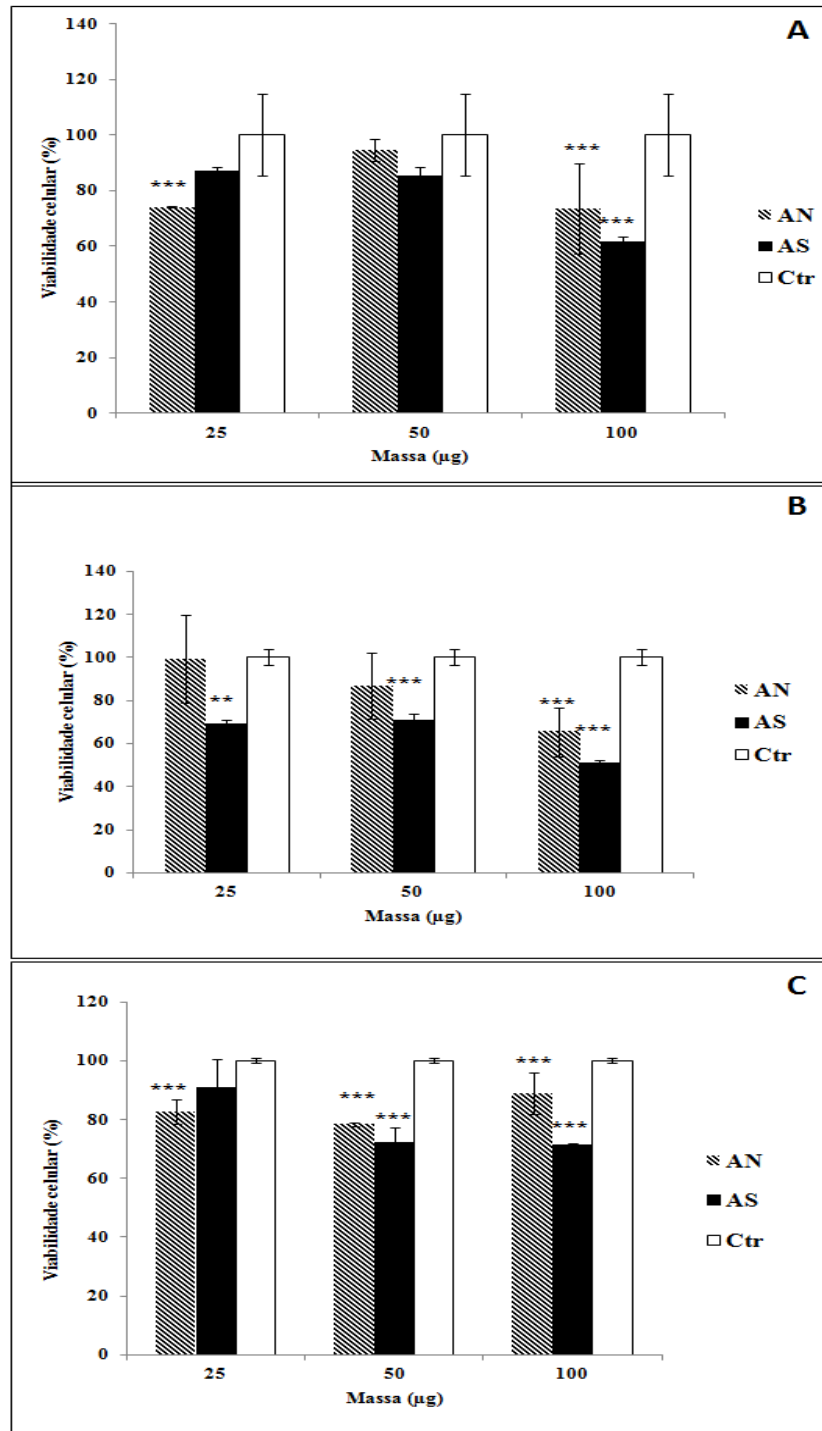 A
Viabilidade celular (%)
140
120
100
80
60
40
20
0
***
***
***
25 50 100
Massa (µg)
AN
AS
Ctr
B
Viabilidade celular (%)
140
120
100
80
60
40
20
0
**
***
***
***
25 50 100
Massa (µg)
AN
AS
Ctr
C
Viabilidade celular (%)
120
100
80
60
40
20
0
***
***
***
***
***
25 50 100
Massa (µg)
AN
AS
Ctr